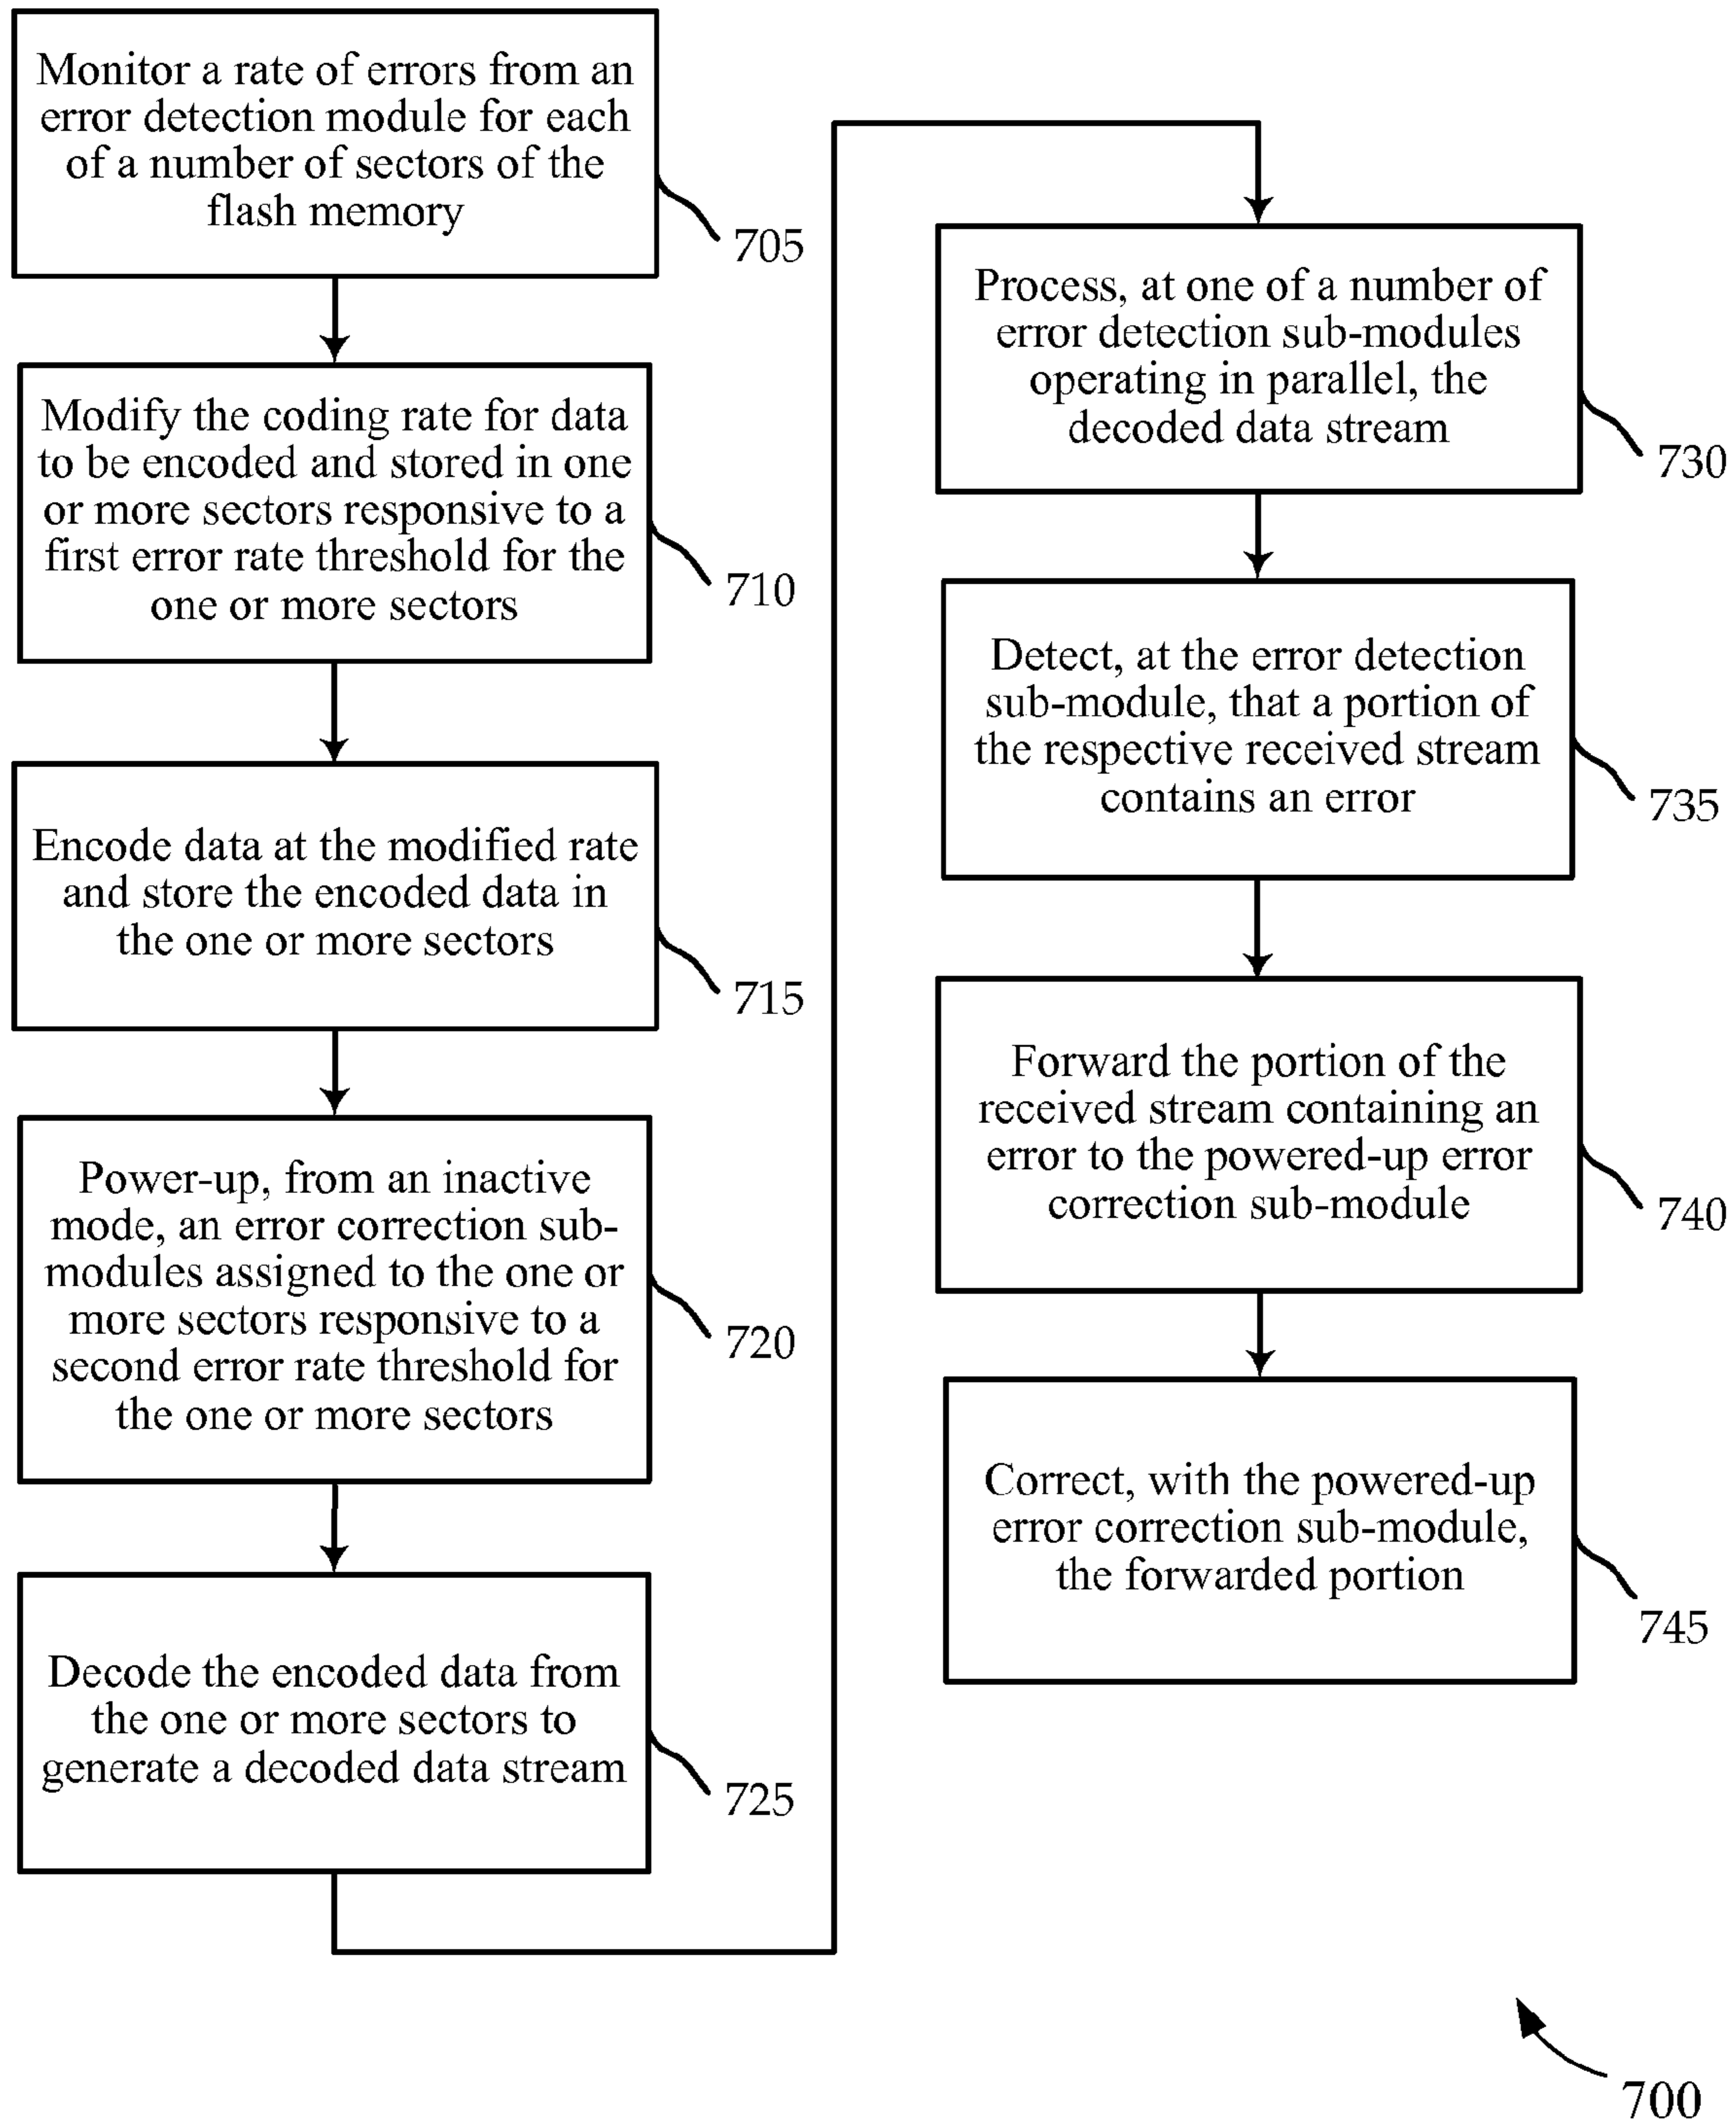 Monitor a rate of errors from an
error detection module for each
of a number of sectors of the
flash memory
705
Modify the coding rate for data
to be encoded and stored in one
or more sectors responsive to a
first error rate threshold for the
one or more sectors
710
Encode data at the modified rate
and store the encoded data in
the one or more sectors
715
Power-up, from an inactive
mode, an error correction sub-
modules assigned to the one or
more sectors responsive to a
second error rate threshold for
the one or more sectors
720
Decode the encoded data from
the one or more sectors to
generate a decoded data stream
725
Process, at one of a number of
error detection sub-modules
operating in parallel, the
decoded data stream
730
Detect, at the error detection
sub-module, that a portion of
the respective received stream
contains an error
735
Forward the portion of the
received stream containing an
error to the powered-up error
correction sub-module
740
Correct, with the powered-up
error correction sub-module,
the forwarded portion
745
700